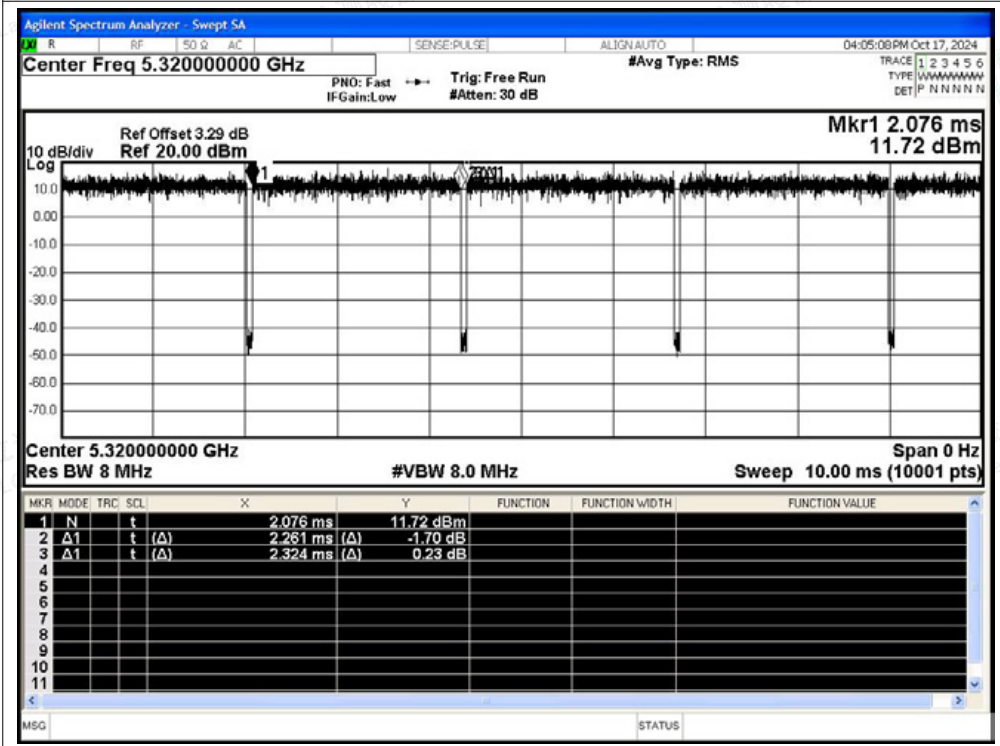 Agilent Spectrum Analyzer - Swept SA
LXI R RF 50 Ω AC SENSE:PULSE ALIGN AUTO 04:05:08 PM Oct 17, 2024
Center Freq 5.320000000 GHz #Avg Type: RMS TRACE 1 2 3 4 5 6
PNO: Fast Trig: Free Run TYPE WWWWWW
IFGain:Low #Atten: 30 dB DET P N N N N N
Mkr1 2.076 ms
11.72 dBm
Ref Offset 3.29 dB
10 dB/div Ref 20.00 dBm
Log
1
10.0
0.00
-10.0
-20.0
-30.0
-40.0
-50.0
-60.0
-70.0
Center 5.320000000 GHz Span 0 Hz
Res BW 8 MHz #VBW 8.0 MHz Sweep 10.00 ms (10001 pts)
MKR MODE TRC SCL X Y FUNCTION FUNCTION WIDTH FUNCTION VALUE
1 N t 2.076 ms 11.72 dBm
2 Δ1 t (Δ) 2.261 ms (Δ) -1.70 dB
3 Δ1 t (Δ) 2.324 ms (Δ) 0.23 dB
4
5
6
7
8
9
10
11
MSG STATUS